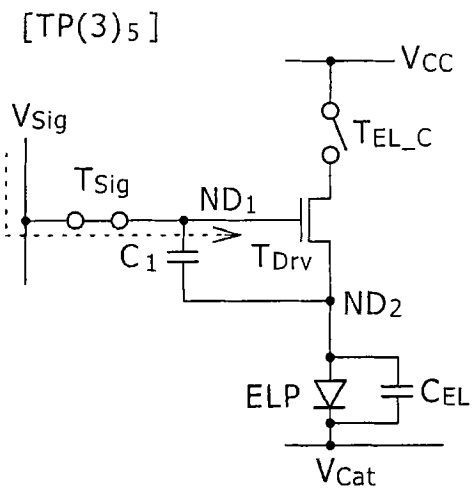 [TP(3)5]
VCC
VSig
TEL_C
TSig
ND1
C1
TDrv
ND2
ELP
CEL
VCat